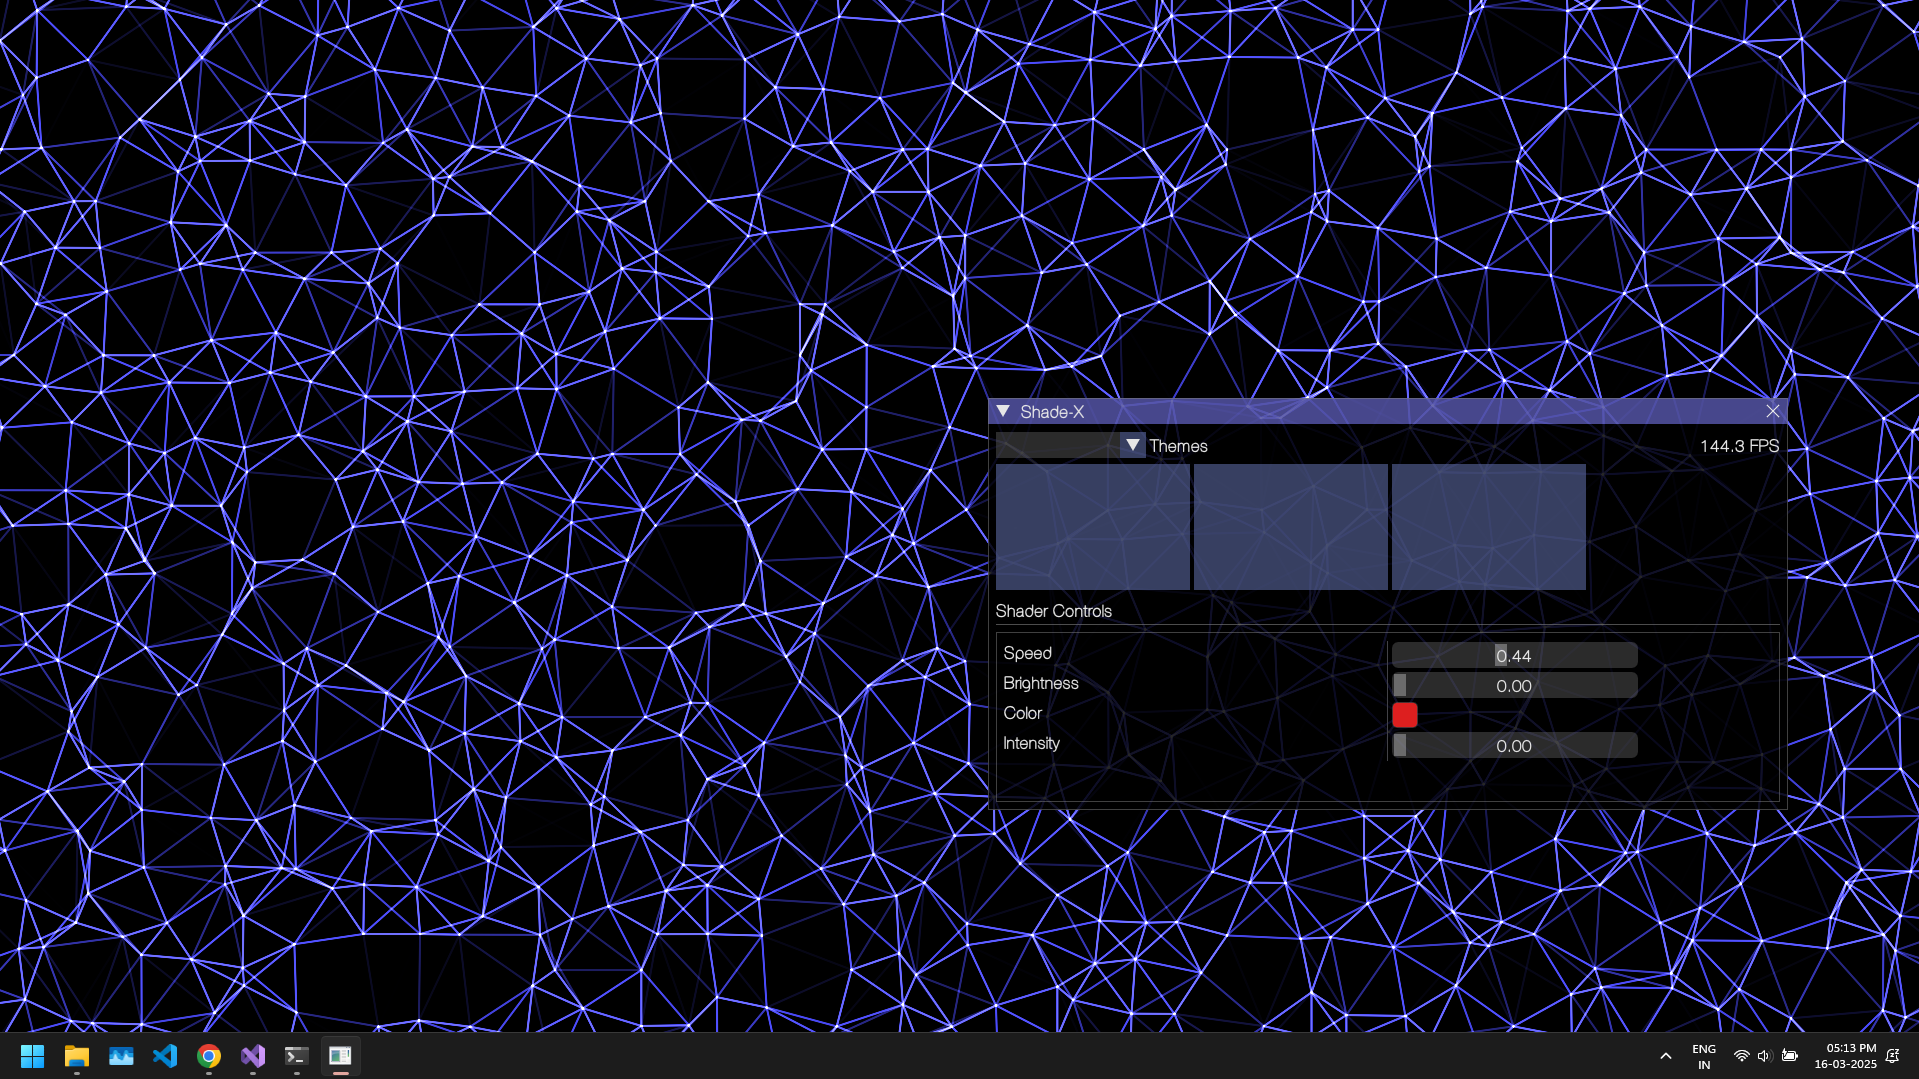 Shade-X
Themes
144.3 FPS
Shader Controls
Speed
0.44
Brightness
0.00
Color
Intensity
0.00
ENG
IN
05:13 PM
16-03-2025